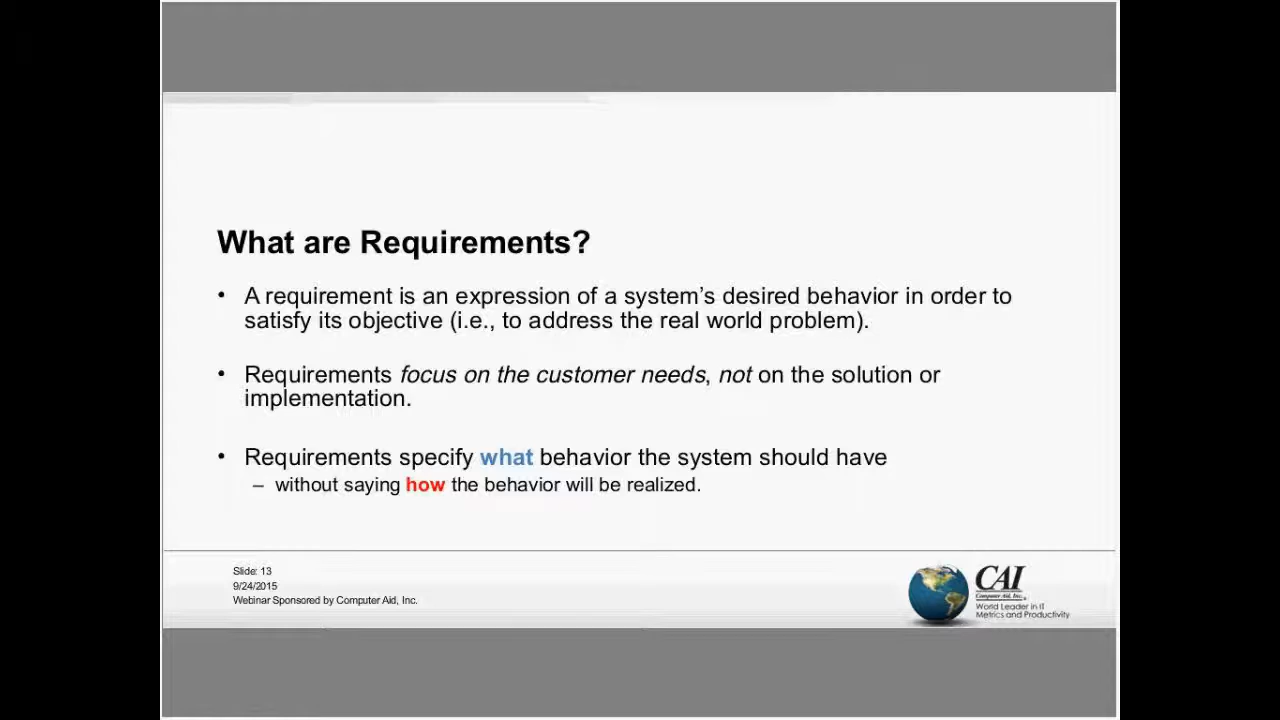 What are Requirements?
• A requirement is an expression of a system’s desired behavior in order to
satisfy its objective (i.e., to address the real world problem).
• Requirements focus on the customer needs, not on the solution or
implementation.
• Requirements specify what behavior the system should have
– without saying how the behavior will be realized.
Slide: 13
9/24/2015
Webinar Sponsored by Computer Aid, Inc.
CAI
Computer Aid, Inc.
World Leader in IT
Metrics and Productivity